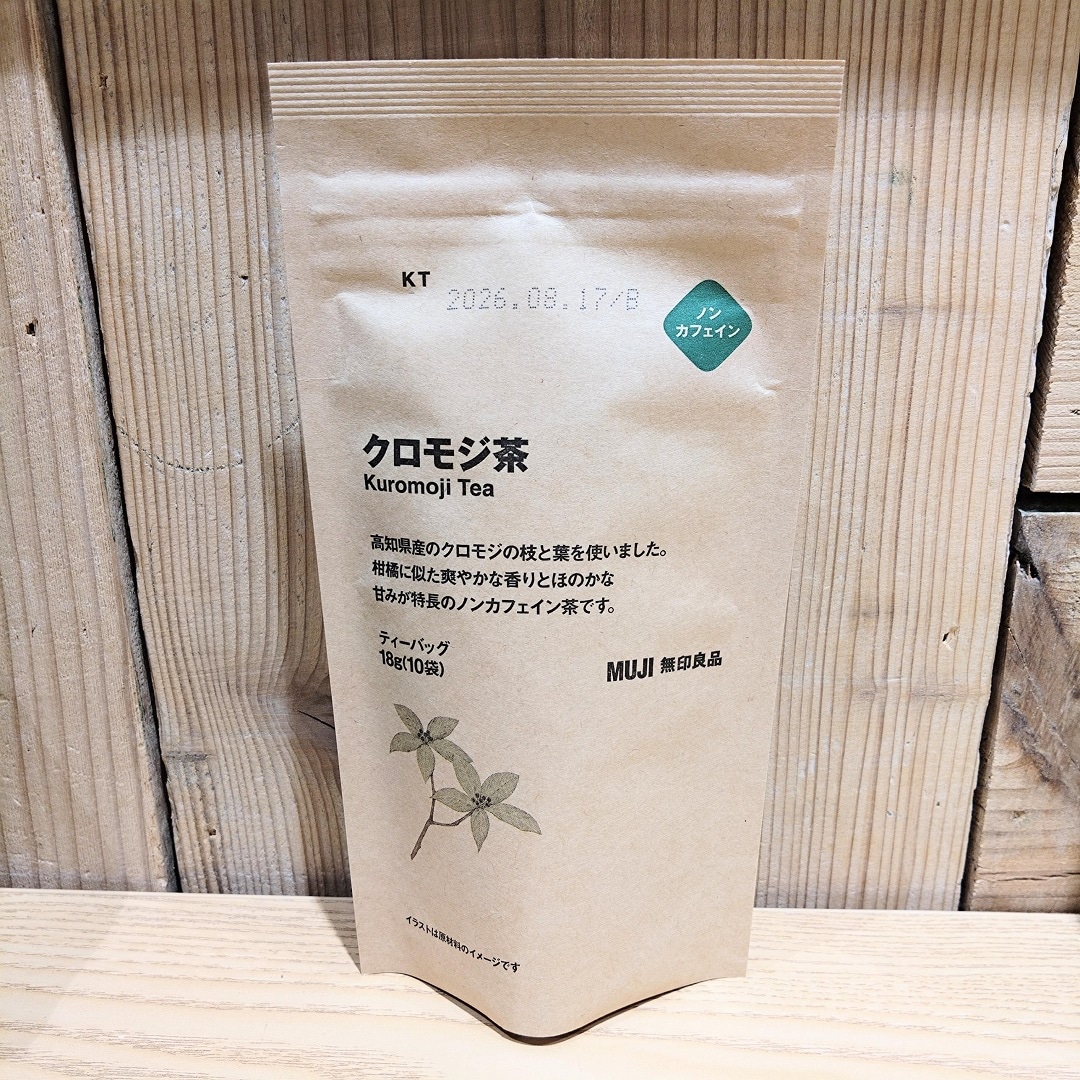 KT
2026.08.17/B
ノン
カフェイン
クロモジ茶
Kuromoji Tea
高知県産のクロモジの枝と葉を使いました。
柑橘に似た爽やかな香りとほのかな
甘みが特長のノンカフェイン茶です。
ティーバッグ
18g(10袋)
MUJI 無印良品
イラストは原材料のイメージです